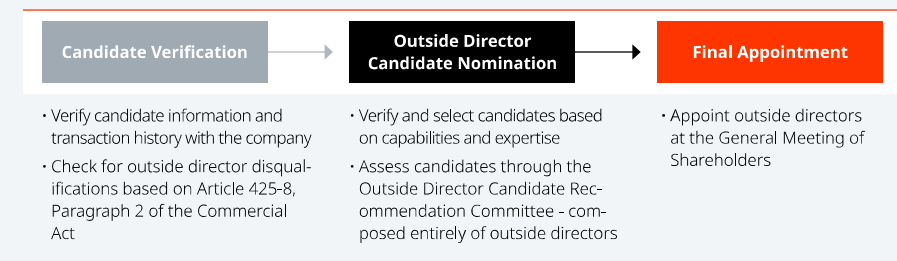 Candidate Verification
Outside Director
Candidate Nomination
Final Appointment
· Verify candidate information and
transaction history with the company
· Check for outside director disqual-
ifications based on Article 425-8,
Paragraph 2 of the Commercial
Act
· Verify and select candidates based
on capabilities and expertise
· Assess candidates through the
Outside Director Candidate Rec-
ommendation Committee - com-
posed entirely of outside directors
· Appoint outside directors
at the General Meeting of
Shareholders